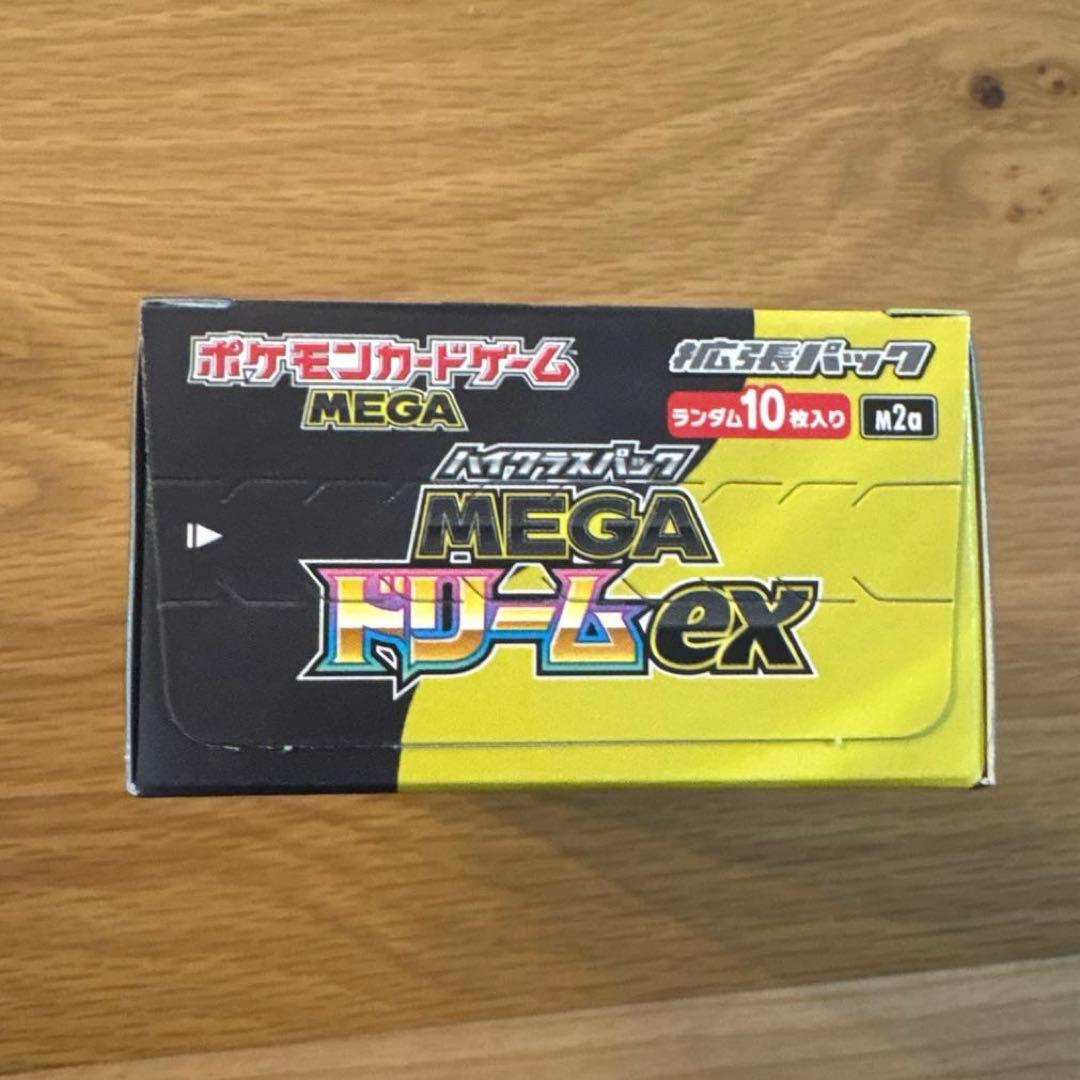 ポケモンカードゲーム
MEGA
拡張パック
ランダム10枚入り
M2a
ハイクラスパック
MEGA
ドリームex